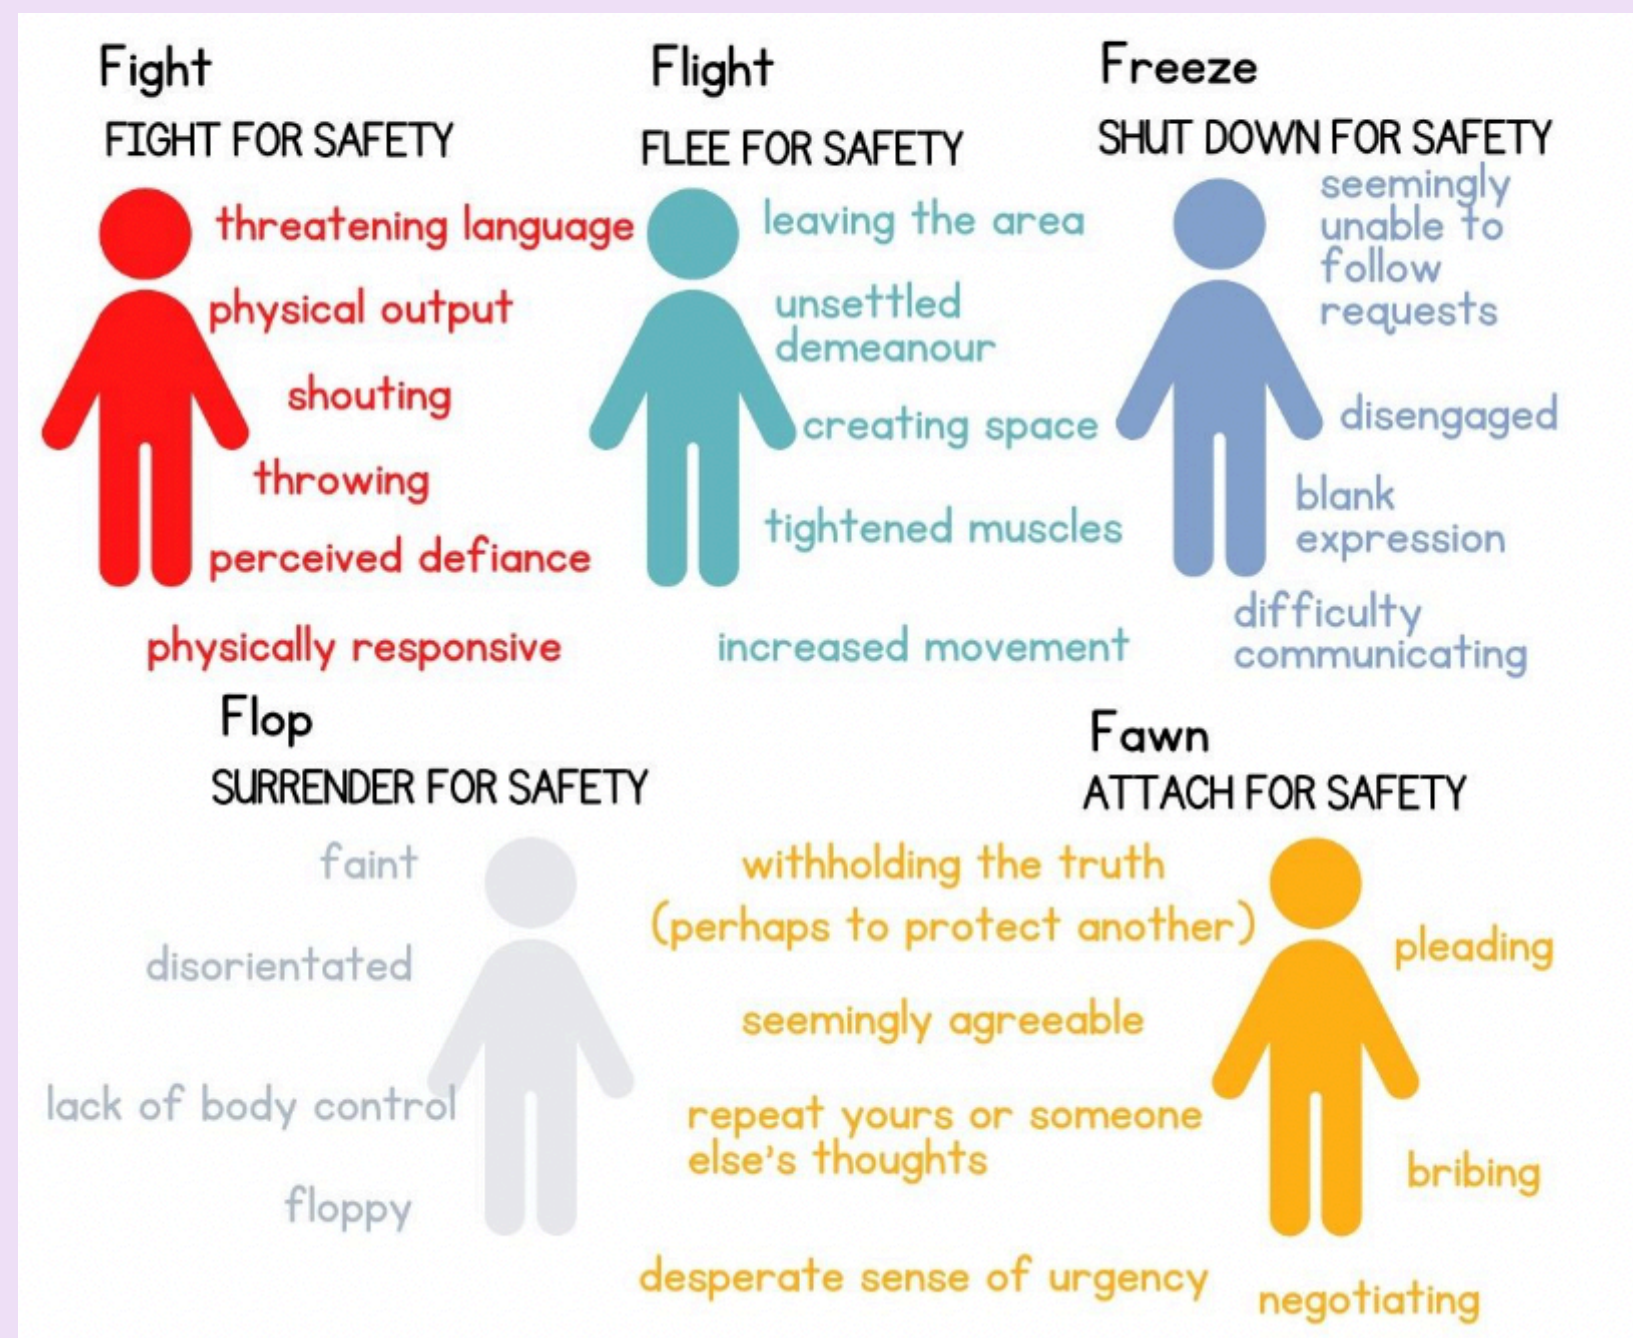 Fight
FIGHT FOR SAFETY
threatening language
physical output
shouting
throwing
perceived defiance
physically responsive
Flight
FLEE FOR SAFETY
leaving the area
unsettled
demeanour
creating space
tightened muscles
increased movement
Freeze
SHUT DOWN FOR SAFETY
seemingly
unable to
follow
requests
disengaged
blank
expression
difficulty
communicating
Flop
SURRENDER FOR SAFETY
faint
disorientated
lack of body control
floppy
Fawn
ATTACH FOR SAFETY
withholding the truth
(perhaps to protect another)
pleading
seemingly agreeable
repeat yours or someone
else's thoughts
bribing
desperate sense of urgency
negotiating